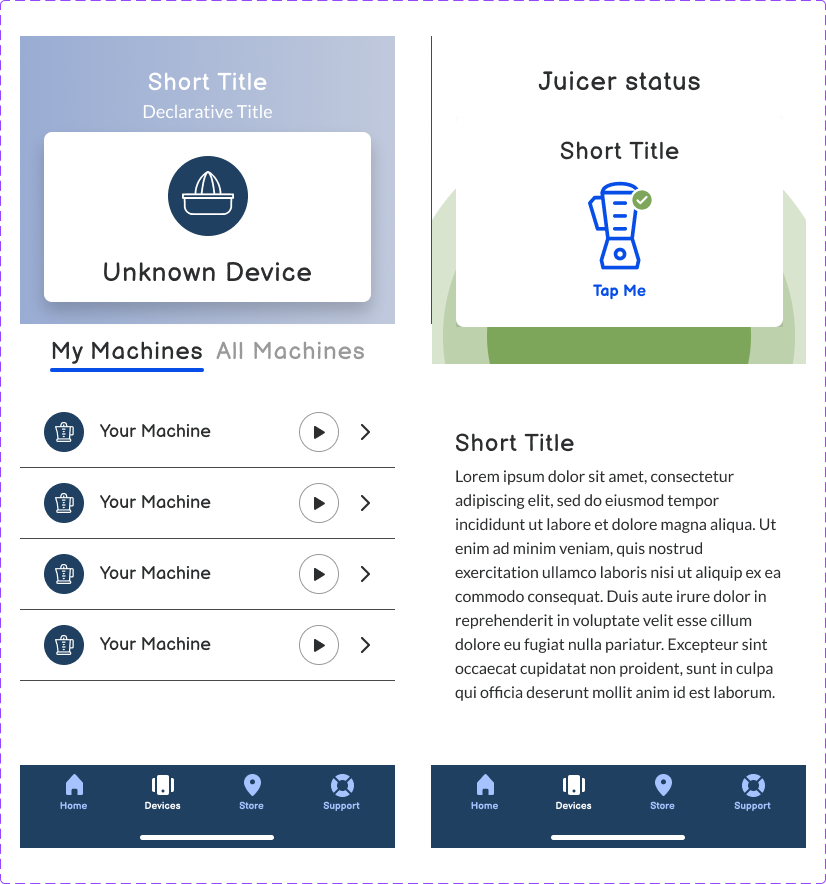 Short Title
Declarative Title
Unknown Device
My Machines All Machines
Your Machine
Your Machine
Your Machine
Your Machine
Home Devices Store Support
Juicer status
Short Title
Tap Me
Short Title
Lorem ipsum dolor sit amet, consectetur
adipiscing elit, sed do eiusmod tempor
incididunt ut labore et dolore magna aliqua. Ut
enim ad minim veniam, quis nostrud
exercitation ullamco laboris nisi ut aliquip ex ea
commodo consequat. Duis aute irure dolor in
reprehenderit in voluptate velit esse cillum
dolore eu fugiat nulla pariatur. Excepteur sint
occaecat cupidatat non proident, sunt in culpa
qui officia deserunt mollit anim id est laborum.
Home Devices Store Support